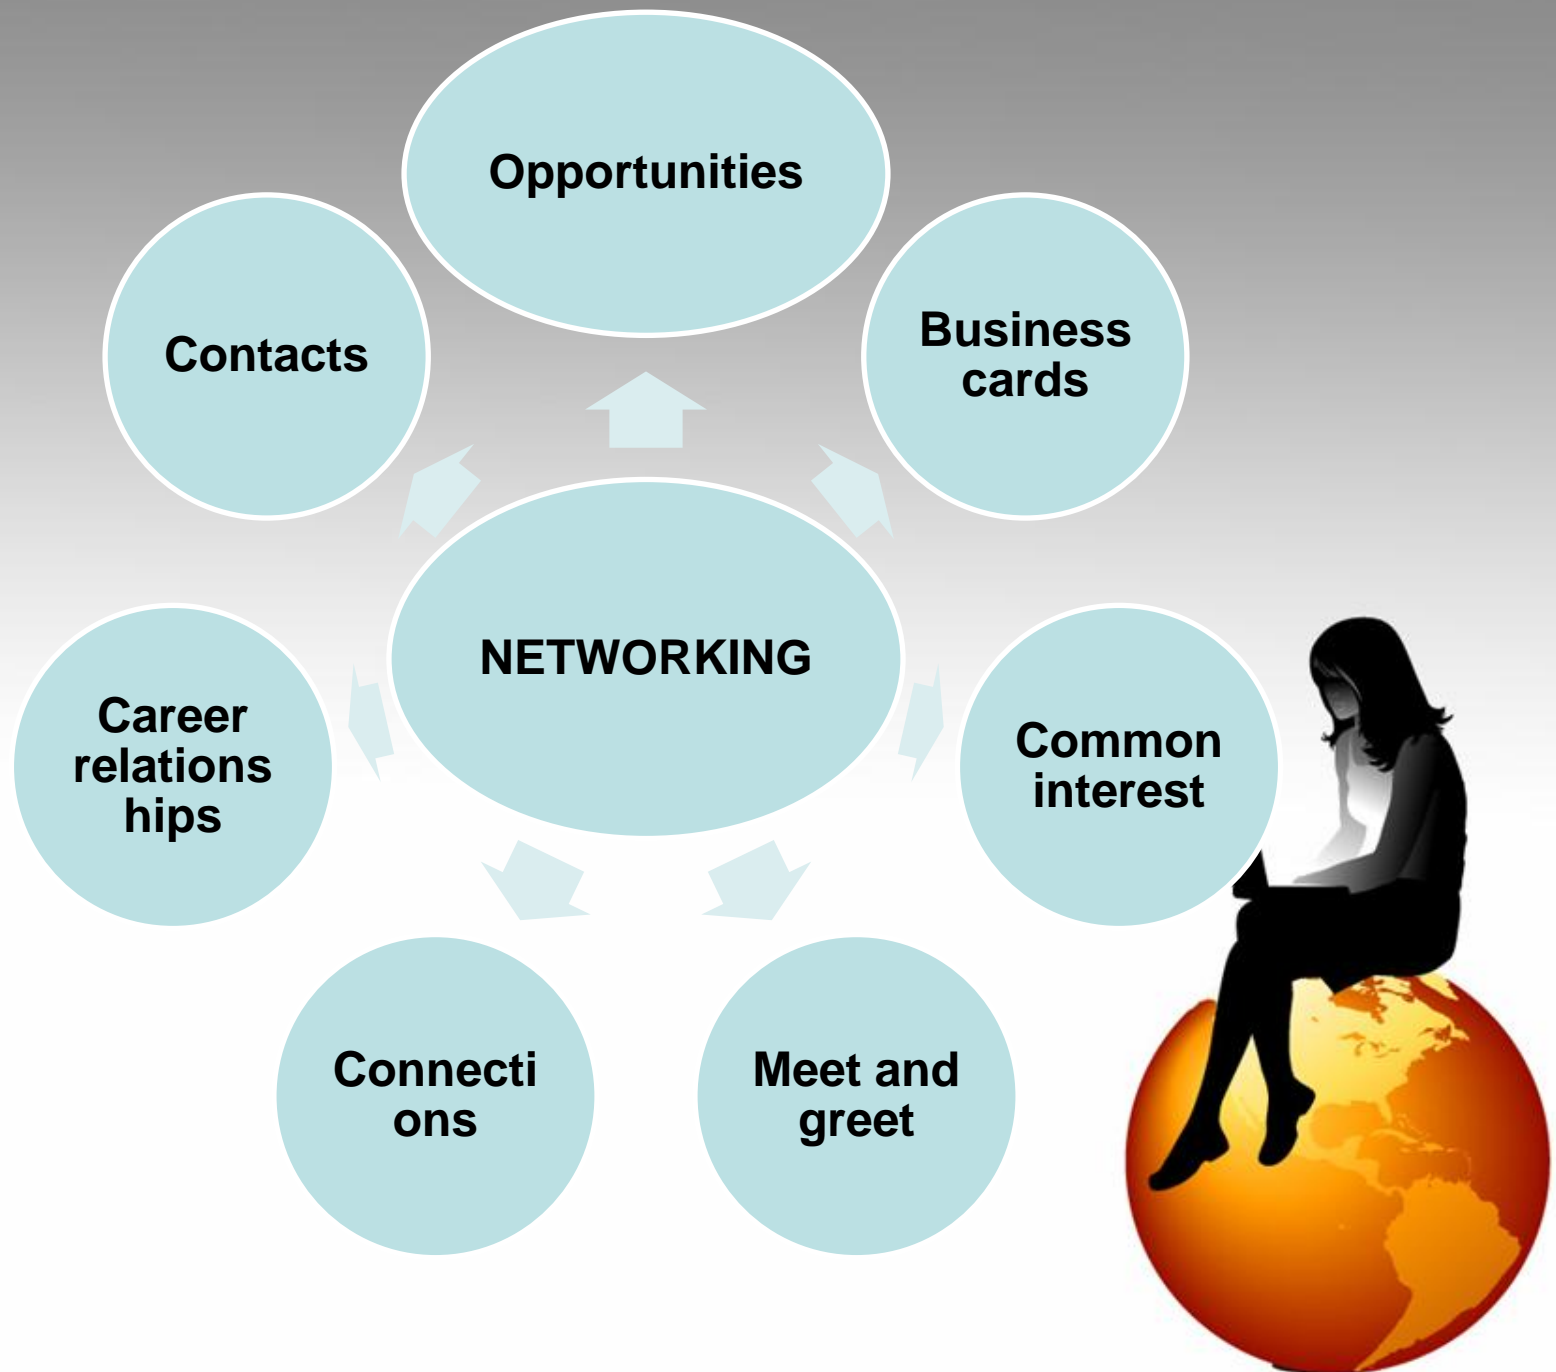 Opportunities
Contacts
Business
cards
NETWORKING
Career
relations
hips
Common
interest
Connecti
ons
Meet and
greet